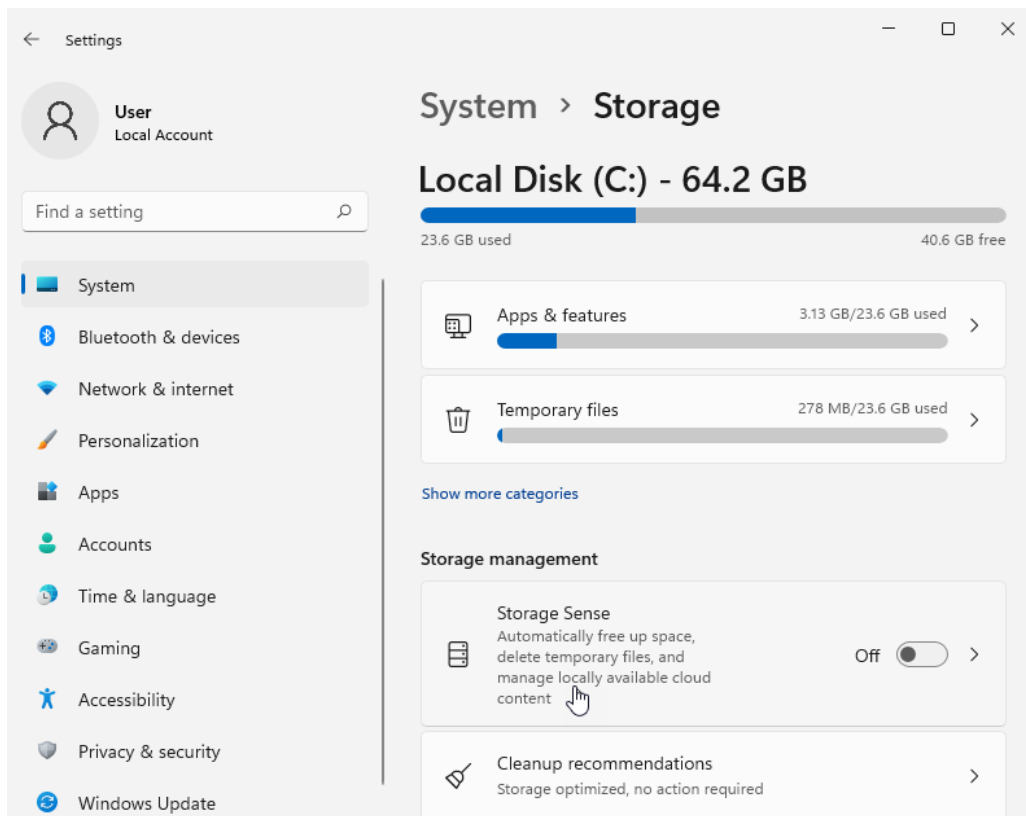 Settings
User
Local Account
Find a setting
System
Bluetooth & devices
Network & internet
Personalization
Apps
Accounts
Time & language
Gaming
Accessibility
Privacy & security
Windows Update
System > Storage
Local Disk (C:) - 64.2 GB
23.6 GB used
40.6 GB free
Apps & features
3.13 GB/23.6 GB used
Temporary files
278 MB/23.6 GB used
Show more categories
Storage management
Storage Sense
Automatically free up space,
delete temporary files, and
manage locally available cloud
content
Off
Cleanup recommendations
Storage optimized, no action required